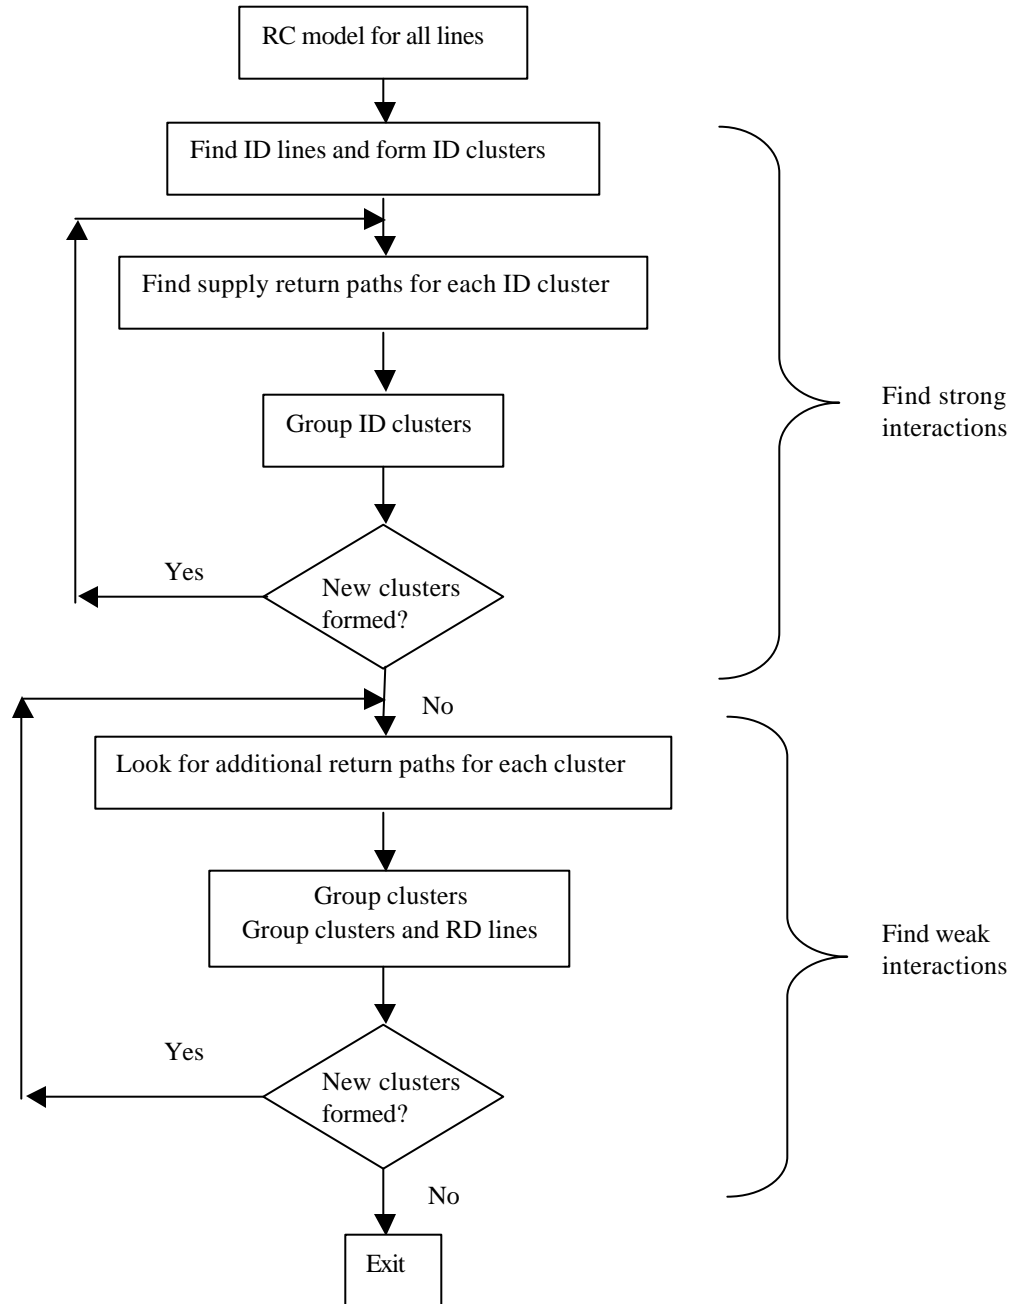 RC model for all lines
Find ID lines and form ID clusters
Find supply return paths for each ID cluster
Group ID clusters
Find strong
interactions
Yes
New clusters
formed?
No
Look for additional return paths for each cluster
Group clusters
Group clusters and RD lines
Find weak
interactions
Yes
New clusters
formed?
No
Exit